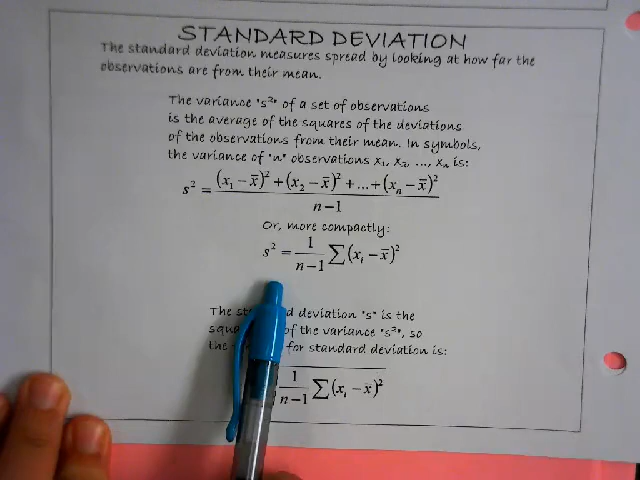 STANDARD DEVIATION
The standard deviation measures spread by looking at how far the
observations are from their mean.
The variance "s²" of a set of observations
is the average of the squares of the deviations
of the observations from their mean. In symbols,
the variance of "n" observations x₁, x₂, ..., xₙ is:
s² = (x₁ − x̅)² + (x₂ − x̅)² + ... + (xₙ − x̅)² / n − 1
Or, more compactly:
s² = 1 / n − 1 ∑ (xᵢ − x̅)²
The deviation "s" is the
of the variance "s²", so
the for standard deviation is:
1 / n − 1 ∑ (xᵢ − x̅)²